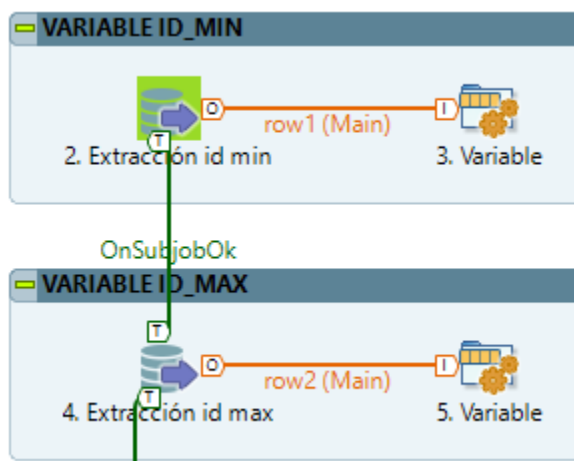 VARIABLE ID_MIN
O
I
row1 (Main)
T
2. Extracción id min
3. Variable
OnSubjobOk
VARIABLE ID_MAX
T
O
I
row2 (Main)
T
4. Extracción id max
5. Variable